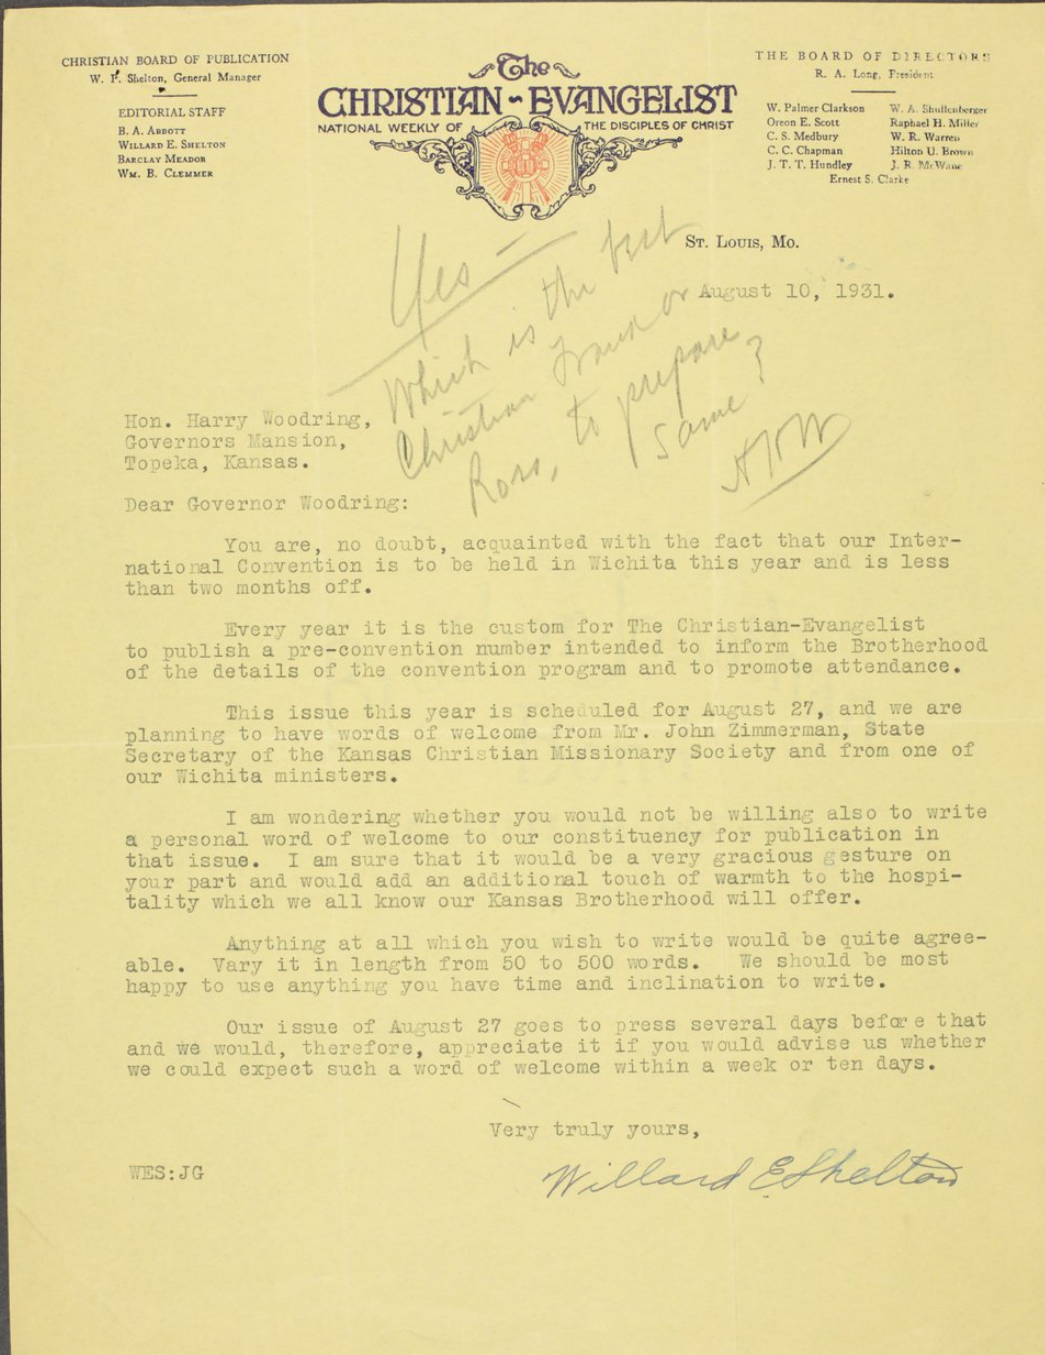 CHRISTIAN BOARD OF PUBLICATION
W. P. Shelton, General Manager
EDITORIAL STAFF
B. A. ABBOTT
WILLARD E. SHELTON
BARCLAY MEADOR
WM. B. CLEMMER
The
CHRISTIAN-EVANGELIST
NATIONAL WEEKLY OF THE DISCIPLES OF CHRIST
THE BOARD OF DIRECTORS
R. A. Long, President
W. Palmer Clarkson
Oreon E. Scott
C. S. Medbury
C. C. Chapman
J. T. T. Hundley
W. A. Shullenberger
Raphael H. Miller
W. R. Warren
Hilton U. Brown
J. R. McWane
Ernest S. Clarke
ST. LOUIS, MO.
August 10, 1931.
Yes -
Which is the best
Christian or
to prepare
same?
HHW
Hon. Harry Woodring,
Governors Mansion,
Topeka, Kansas.
Dear Governor Woodring:
You are, no doubt, acquainted with the fact that our Inter-
national Convention is to be held in Wichita this year and is less
than two months off.
Every year it is the custom for The Christian-Evangelist
to publish a pre-convention number intended to inform the Brotherhood
of the details of the convention program and to promote attendance.
This issue this year is scheduled for August 27, and we are
planning to have words of welcome from Mr. John Zimmerman, State
Secretary of the Kansas Christian Missionary Society and from one of
our Wichita ministers.
I am wondering whether you would not be willing also to write
a personal word of welcome to our constituency for publication in
that issue. I am sure that it would be a very gracious gesture on
your part and would add an additional touch of warmth to the hospi-
tality which we all know our Kansas Brotherhood will offer.
Anything at all which you wish to write would be quite agree-
able. Vary it in length from 50 to 500 words. We should be most
happy to use anything you have time and inclination to write.
Our issue of August 27 goes to press several days before that
and we would, therefore, appreciate it if you would advise us whether
we could expect such a word of welcome within a week or ten days.
Very truly yours,
WES:JG
Willard E Shelton